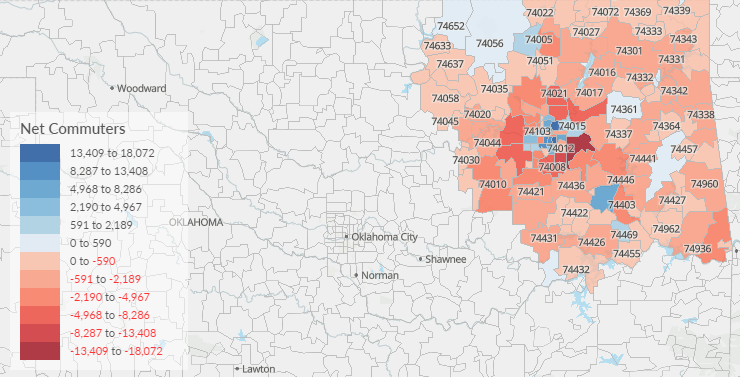 74022
74072
74369
74339
74652
74005
74027
74333
74343
74633
74056
74301
74637
74051
74331
74016
74332
74035
74021
74017
74342
Woodward
74058
74361
74338
74045
74020
74015
74364
Net Commuters
74103
74337
74044
74012
74457
13,409 to 18,072
74030
74008
74441
8,287 to 13,408
74010
74421
74436
74446
74960
4,968 to 8,286
74403
74427
2,190 to 4,967
74422
591 to 2,189
OKLAHOMA
Oklahoma City
74431
74426
74469
74962
74936
0 to 590
74455
0 to -590
Shawnee
74432
-591 to -2,189
Norman
-2,190 to -4,967
-4,968 to -8,286
-8,287 to -13,408
-13,409 to -18,072
Lawton